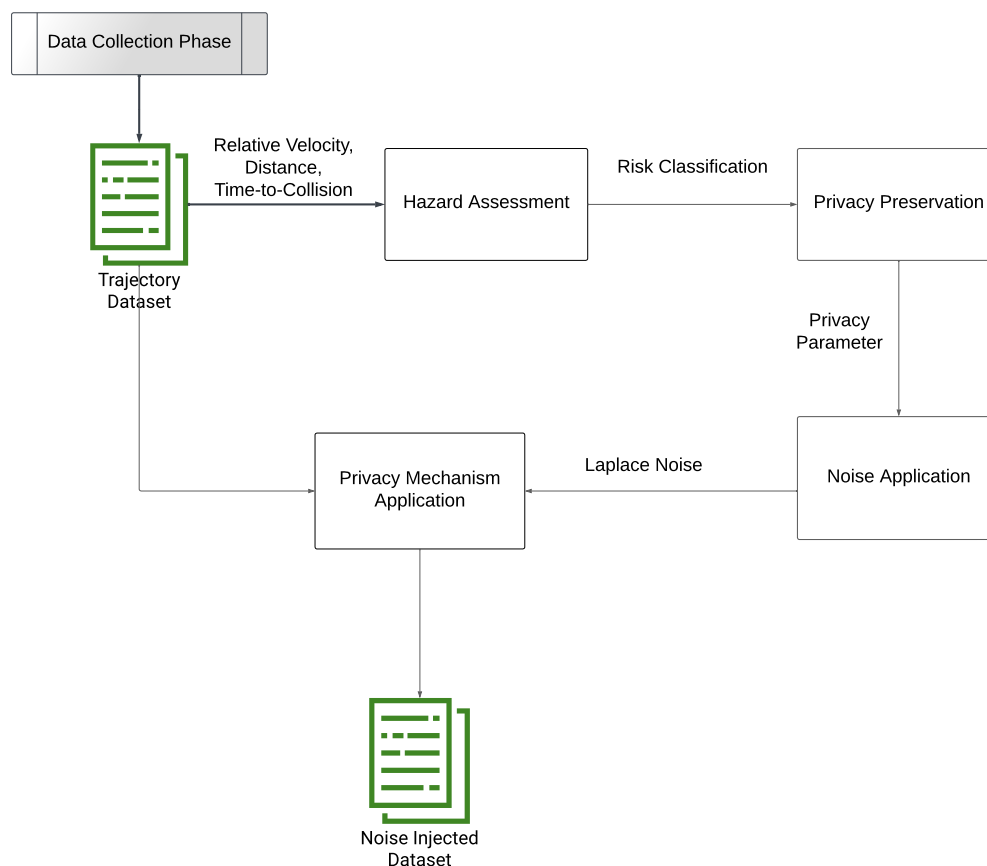 Data Collection Phase
Relative Velocity,
Distance,
Time-to-Collision
Risk Classification
Hazard Assessment
Privacy Preservation
Trajectory
Dataset
Privacy
Parameter
Laplace Noise
Privacy Mechanism
Application
Noise Application
Noise Injected
Dataset